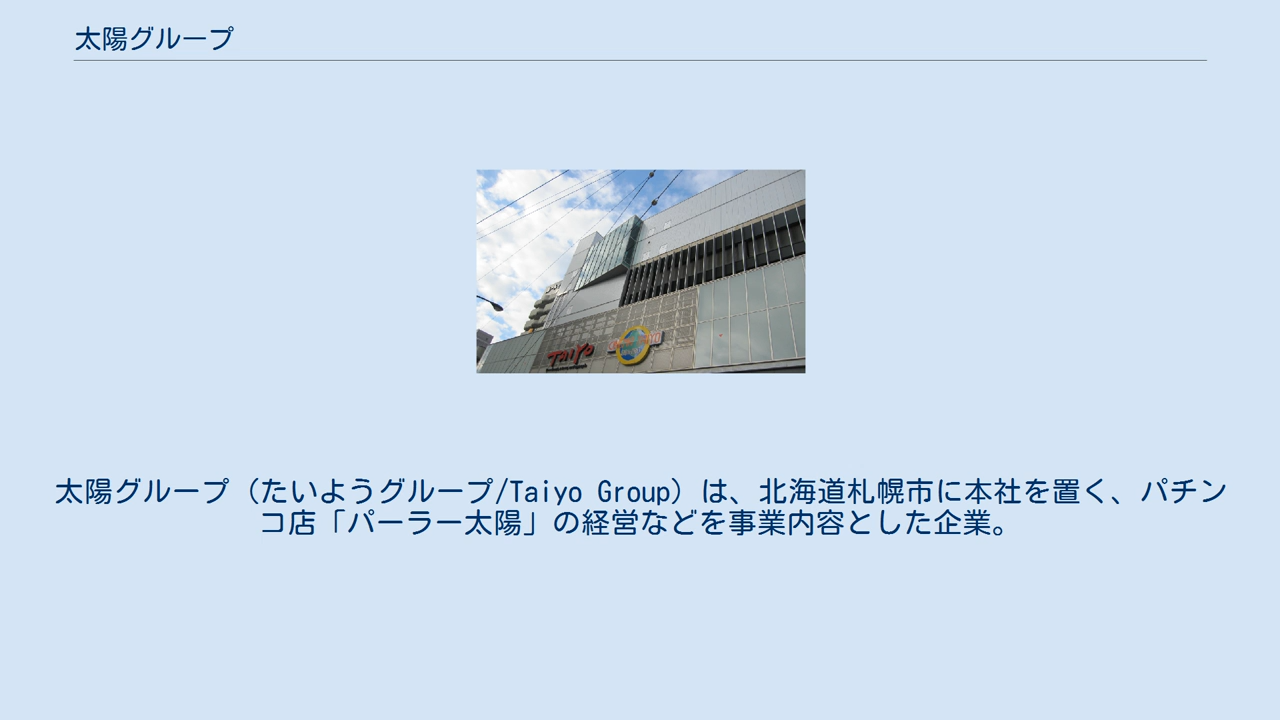 太陽グループ
TAIYO
太陽グループ（たいようグループ/Taiyo Group）は、北海道札幌市に本社を置く、パチン
コ店「パーラー太陽」の経営などを事業内容とした企業。